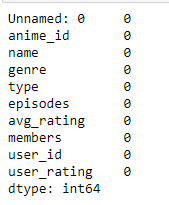 Unnamed: 0     0
anime_id       0
name           0
genre          0
type           0
episodes       0
avg_rating     0
members        0
user_id        0
user_rating    0
dtype: int64